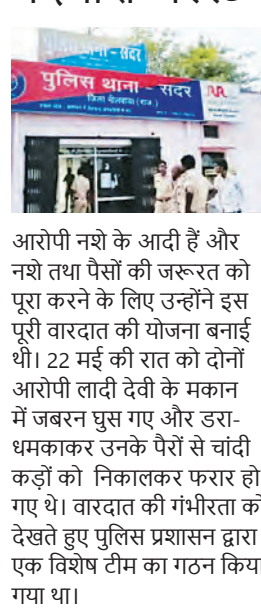 पुलिस थाना - सदर
पुलिस थाना - सदर
जिला भीलवाड़ा (राज.)
आरोपी नशे के आदी हैं और
नशे तथा पैसों की जरूरत को
पूरा करने के लिए उन्होंने इस
पूरी वारदात की योजना बनाई
थी। 22 मई की रात को दोनों
आरोपी लादी देवी के मकान
में जबरन घुस गए और डरा-
धमकाकर उनके पैरों से चांदी
कड़ों को निकालकर फरार हो
गए थे। वारदात की गंभीरता को
देखते हुए पुलिस प्रशासन द्वारा
एक विशेष टीम का गठन किया
गया था।